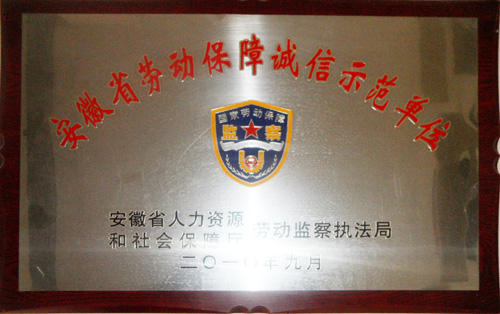 安徽省劳动保障诚信示范单位
国家劳动保障
监察
安徽省人力资源
和社会保障厅
劳动监察执法局
二〇一〇年九月